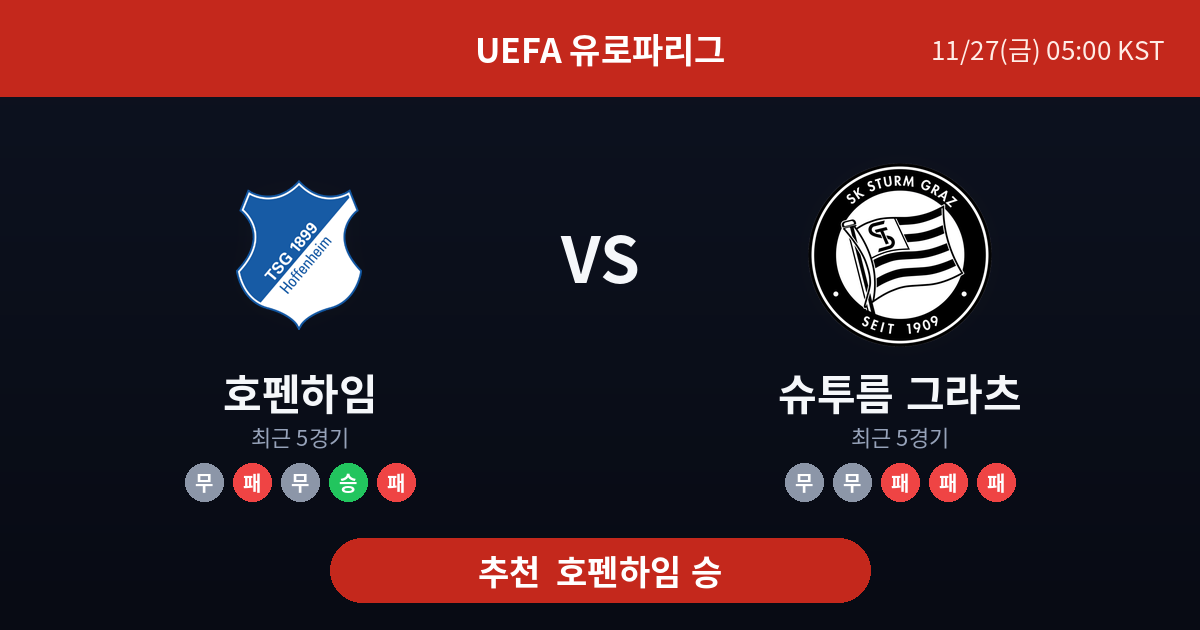 UEFA 유로파리그
11/27(금) 05:00 KST
TSG 1899
Hoffenheim
VS
SK STURM GRAZ
SEIT 1909
호펜하임
슈투름 그라츠
최근 5경기
최근 5경기
무 패 무 승 패
무 무 패 패 패
추천 호펜하임 승